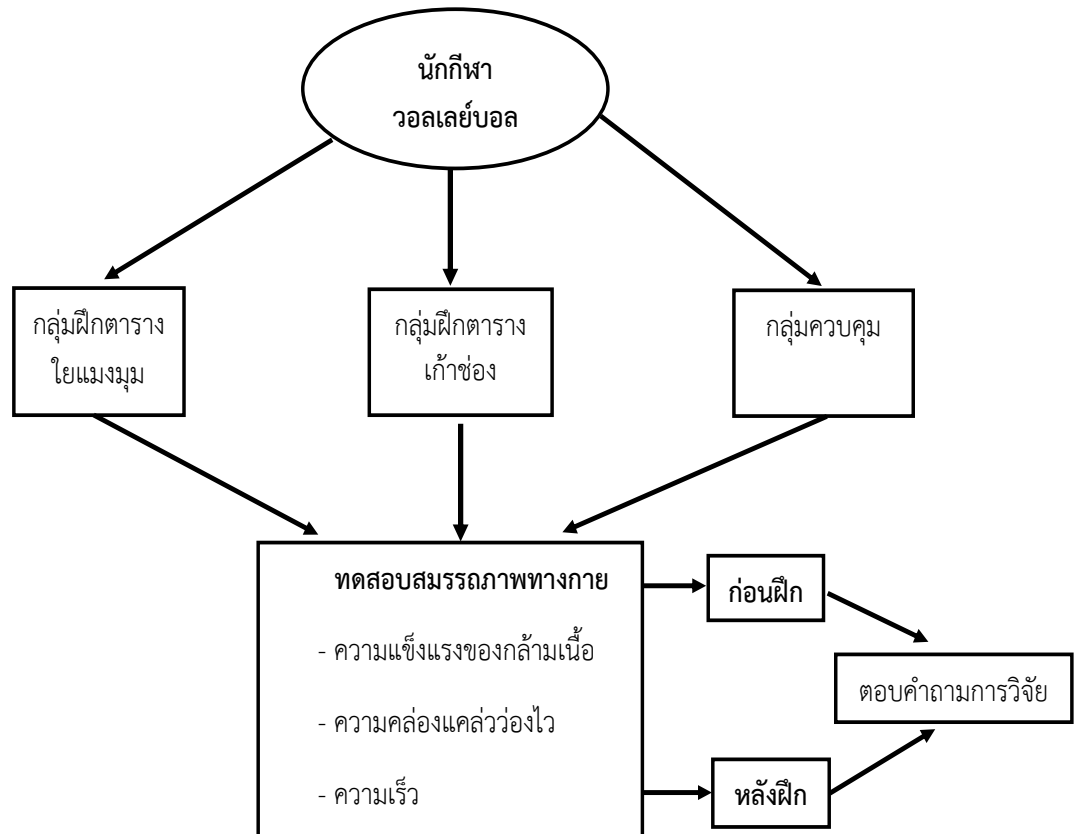 นักกีฬา
วอลเลย์บอล
กลุ่มฝึกตาราง
ใยแมงมุม
กลุ่มฝึกตาราง
เก้าช่อง
กลุ่มควบคุม
ทดสอบสมรรถภาพทางกาย
- ความแข็งแรงของกล้ามเนื้อ
- ความคล่องแคล่วว่องไว
- ความเร็ว
ก่อนฝึก
หลังฝึก
ตอบคำถามการวิจัย